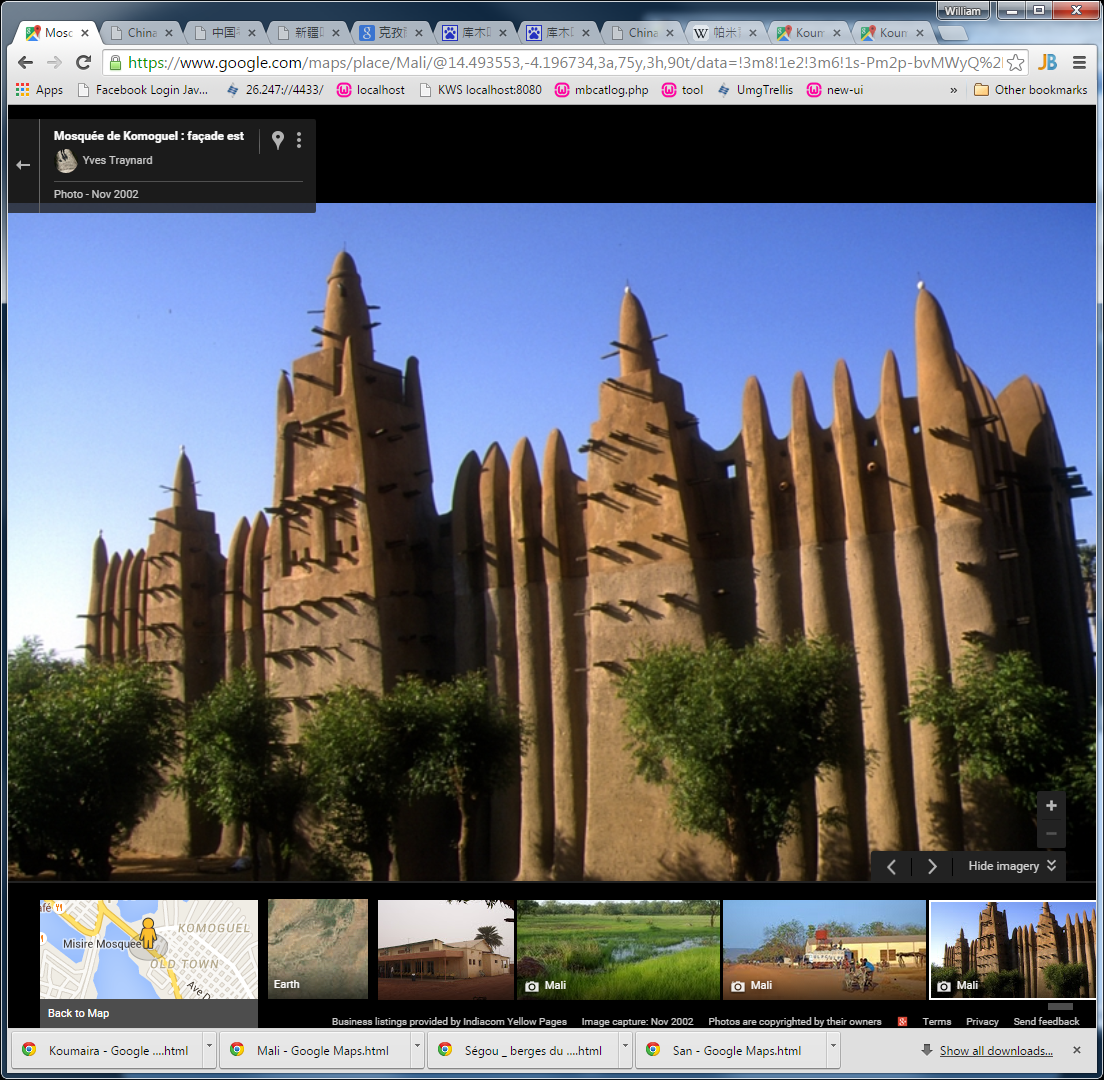 William
Mosc
China
中国
新疆
克孜
库木
库木
China
帕米
Koum
Koun
https://www.google.com/maps/place/Mali/@14.493553,-4.196734,3a,75y,3h,90t/data=!3m8!1e2!3m6!1s-Pm2p-bvMWyQ%2
JB
Apps
Facebook Login Jav...
26.247://4433/
localhost
KWS localhost:8080
mbcatlog.php
tool
UmgTrellis
new-ui
»
Other bookmarks
Mosquée de Komoguel : façade est
Yves Traynard
Photo - Nov 2002
Hide imagery
afé
Misire Mosquee
KOMOGUEL
OLD TOWN
Ave D
Back to Map
Earth
Mali
Mali
Mali
Business listings provided by Indiacom Yellow Pages
Image capture: Nov 2002
Photos are copyrighted by their owners
Terms
Privacy
Send feedback
Koumaira - Google ....html
Mali - Google Maps.html
Ségou _ berges du ....html
San - Google Maps.html
Show all downloads...